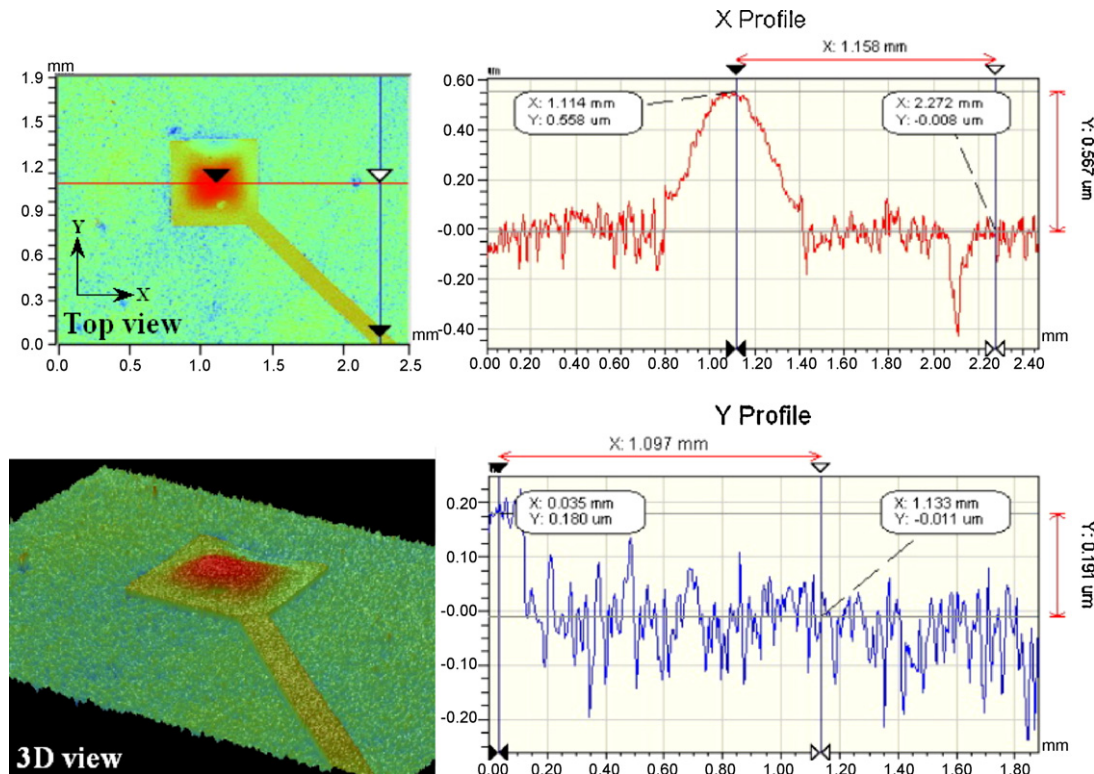 X Profile
X: 1.158 mm
mm
1.9
1.5
1.2
0.9
0.6
0.3
0.0
Y
X
Top view
mm
0.0 0.5 1.0 1.5 2.0 2.5
um
0.60
0.40
0.20
-0.00
-0.20
-0.40
X: 1.114 mm
Y: 0.558 um
X: 2.272 mm
Y: -0.008 um
Y: 0.567 um
mm
0.00 0.20 0.40 0.60 0.80 1.00 1.20 1.40 1.60 1.80 2.00 2.20 2.40
Y Profile
X: 1.097 mm
0.20
0.10
-0.00
-0.10
-0.20
X: 0.035 mm
Y: 0.180 um
X: 1.133 mm
Y: -0.011 um
Y: 0.191 um
mm
0.00 0.20 0.40 0.60 0.80 1.00 1.20 1.40 1.60 1.80
3D view